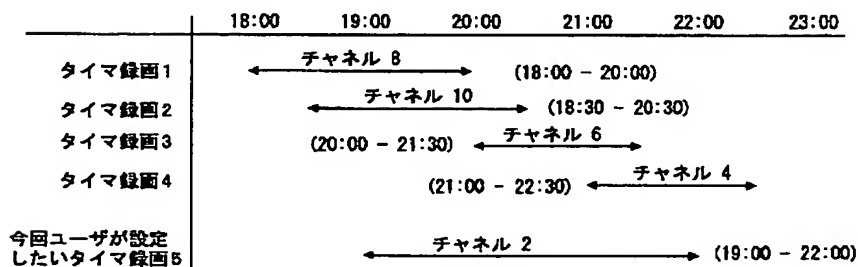 18:00 19:00 20:00 21:00 22:00 23:00
タイマ録画1 チャネル 8 (18:00 - 20:00)
タイマ録画2 チャネル 10 (18:30 - 20:30)
タイマ録画3 (20:00 - 21:30) チャネル 6
タイマ録画4 (21:00 - 22:30) チャネル 4
今回ユーザが設定
したいタイマ録画5 チャネル 2 (19:00 - 22:00)